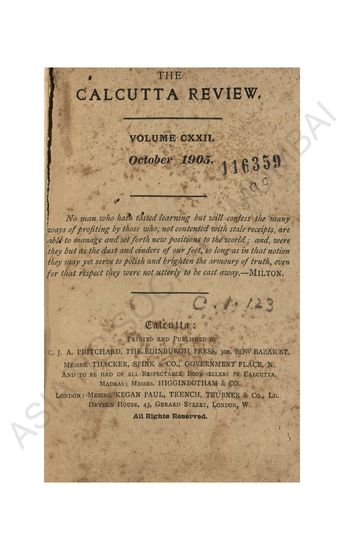 THE
CALCUTTA REVIEW.
VOLUME CXXII.
October 1905.
116359
No man who hath tasted learning but will confess the many
ways of profiting by those who, not contented with stale receipts, are
able to manage and set forth new positions to the world; and, were
they but as the dust and cinders of our feet, so long as in that notion
they may yet serve to polish and brighten the armoury of truth, even
for that respect they were not utterly to be cast away.—MILTON.
C.1.123
Calcutta:
PRINTED AND PUBLISHED BY
C. J. A. PRITCHARD, THE EDINBURGH PRESS, 300, BOW BAZAR ST.
MESSRS. THACKER, SPINK & CO., GOVERNMENT PLACE, N.
AND TO BE HAD OF ALL RESPECTABLE BOOK-SELLERS IN CALCUTTA.
MADRAS: MESSRS. HIGGINBOTHAM & CO.
LONDON: MESSRS. KEGAN PAUL, TRENCH, TRÜBNER & CO., LD.
DRYDEN HOUSE, 43, GERARD STREET, LONDON, W.
All Rights Reserved.